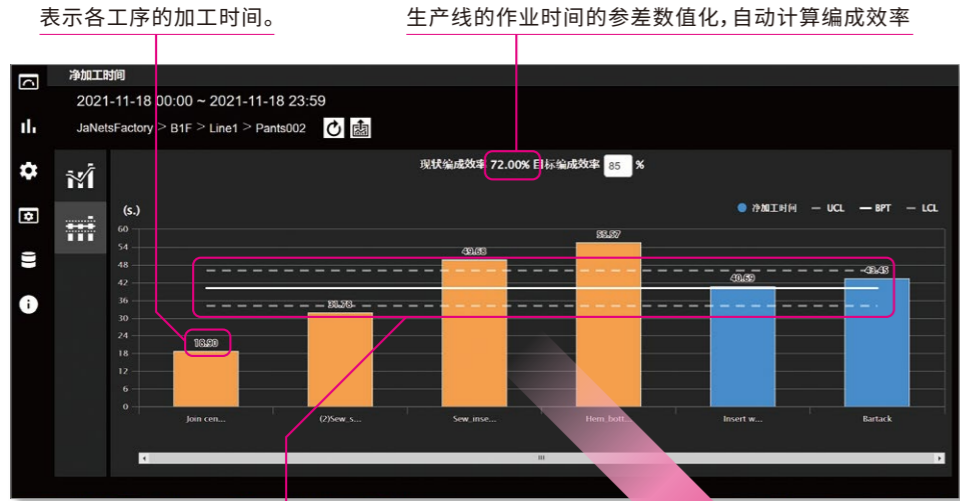 表示各工序的加工时间。
生产线的作业时间的参差数值化,自动计算编成效率
净加工时间
2021-11-18 00:00 ~ 2021-11-18 23:59
JaNetsFactory > B1F > Line1 > Pants002
现状编成效率 72.00% 目标编成效率 85 %
(s.)
净加工时间 UCL BPT LCL
60
54
48
42
36
30
24
18
12
6
0
49.68
40.69
43.45
Join cen...
(2)Sew_s...
Sew_inse...
Hem_bott...
Insert w...
Bartack